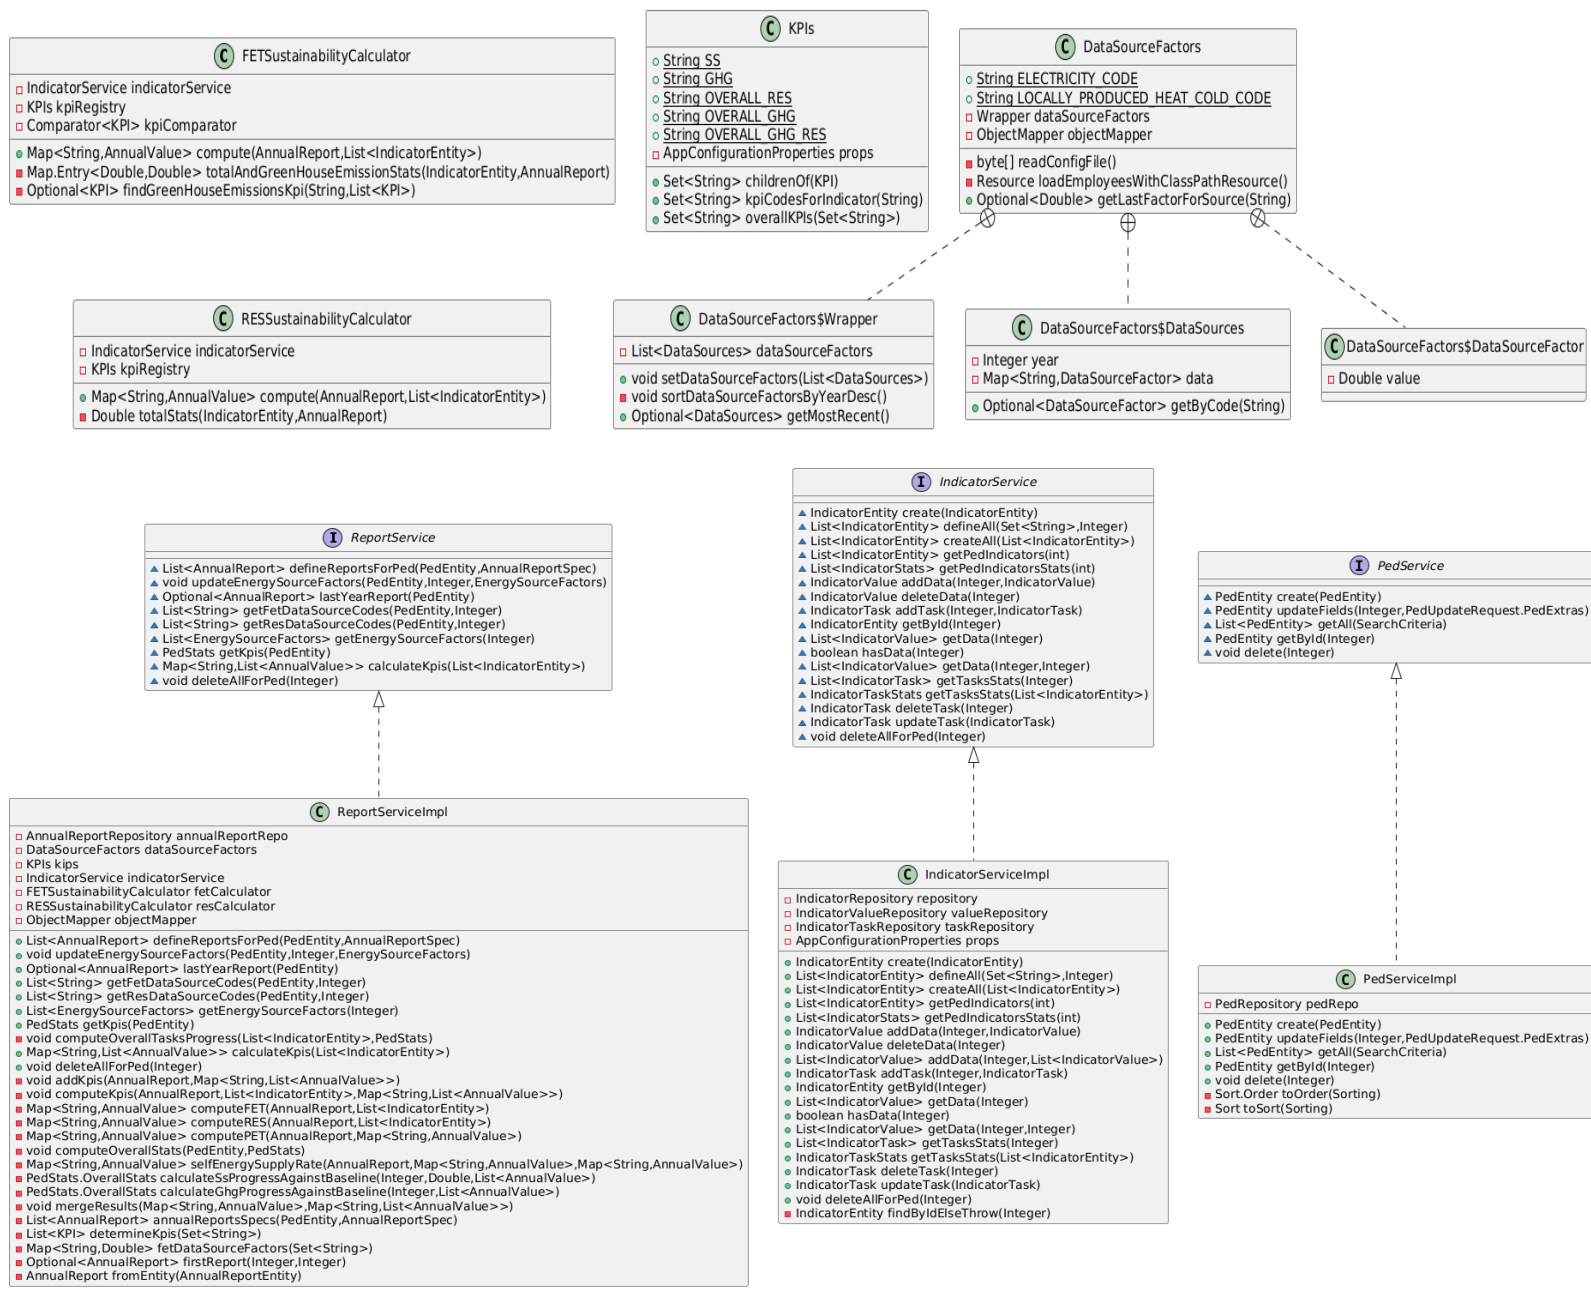 C FETSustainabilityCalculator
IndicatorService indicatorService
KPIs kpiRegistry
Comparator<KPI> kpiComparator
Map<String,AnnualValue> compute(AnnualReport,List<IndicatorEntity>)
Map.Entry<Double,Double> totalAndGreenHouseEmissionStats(IndicatorEntity,AnnualReport)
Optional<KPI> findGreenHouseEmissionsKpi(String,List<KPI>)
C KPIs
String SS
String GHG
String OVERALL_RES
String OVERALL_GHG
String OVERALL_GHG_RES
AppConfigurationProperties props
Set<String> childrenOf(KPI)
Set<String> kpiCodesForIndicator(String)
Set<String> overallKPIs(Set<String>)
C DataSourceFactors
String ELECTRICITY_CODE
String LOCALLY_PRODUCED_HEAT_COLD_CODE
Wrapper dataSourceFactors
ObjectMapper objectMapper
byte[] readConfigFile()
Resource loadEmployeesWithClassPathResource()
Optional<Double> getLastFactorForSource(String)
C RESSustainabilityCalculator
IndicatorService indicatorService
KPIs kpiRegistry
Map<String,AnnualValue> compute(AnnualReport,List<IndicatorEntity>)
Double totalStats(IndicatorEntity,AnnualReport)
C DataSourceFactors$Wrapper
List<DataSources> dataSourceFactors
void setDataSourceFactors(List<DataSources>)
void sortDataSourceFactorsByYearDesc()
Optional<DataSources> getMostRecent()
C DataSourceFactors$DataSources
Integer year
Map<String,DataSourceFactor> data
Optional<DataSourceFactor> getByCode(String)
C DataSourceFactors$DataSourceFactor
Double value
I ReportService
List<AnnualReport> defineReportsForPed(PedEntity,AnnualReportSpec)
void updateEnergySourceFactors(PedEntity,Integer,EnergySourceFactors)
Optional<AnnualReport> lastYearReport(PedEntity)
List<String> getFetDataSourceCodes(PedEntity,Integer)
List<String> getResDataSourceCodes(PedEntity,Integer)
List<EnergySourceFactors> getEnergySourceFactors(Integer)
PedStats getKpis(PedEntity)
Map<String,List<AnnualValue>> calculateKpis(List<IndicatorEntity>)
void deleteAllForPed(Integer)
I IndicatorService
IndicatorEntity create(IndicatorEntity)
List<IndicatorEntity> defineAll(Set<String>,Integer)
List<IndicatorEntity> createAll(List<IndicatorEntity>)
List<IndicatorEntity> getPedIndicators(int)
List<IndicatorStats> getPedIndicatorsStats(int)
IndicatorValue addData(Integer,IndicatorValue)
IndicatorValue deleteData(Integer)
IndicatorTask addTask(Integer,IndicatorTask)
IndicatorEntity getById(Integer)
List<IndicatorValue> getData(Integer)
boolean hasData(Integer)
List<IndicatorValue> getData(Integer,Integer)
List<IndicatorTask> getTasksStats(Integer)
IndicatorTaskStats getTasksStats(List<IndicatorEntity>)
IndicatorTask deleteTask(Integer)
IndicatorTask updateTask(IndicatorTask)
void deleteAllForPed(Integer)
I PedService
PedEntity create(PedEntity)
PedEntity updateFields(Integer,PedUpdateRequest.PedExtras)
List<PedEntity> getAll(SearchCriteria)
PedEntity getById(Integer)
void delete(Integer)
C ReportServiceImpl
AnnualReportRepository annualReportRepo
DataSourceFactors dataSourceFactors
KPIs kips
IndicatorService indicatorService
FETSustainabilityCalculator fetCalculator
RESSustainabilityCalculator resCalculator
ObjectMapper objectMapper
List<AnnualReport> defineReportsForPed(PedEntity,AnnualReportSpec)
void updateEnergySourceFactors(PedEntity,Integer,EnergySourceFactors)
Optional<AnnualReport> lastYearReport(PedEntity)
List<String> getFetDataSourceCodes(PedEntity,Integer)
List<String> getResDataSourceCodes(PedEntity,Integer)
List<EnergySourceFactors> getEnergySourceFactors(Integer)
PedStats getKpis(PedEntity)
void computeOverallTasksProgress(List<IndicatorEntity>,PedStats)
Map<String,List<AnnualValue>> calculateKpis(List<IndicatorEntity>)
void deleteAllForPed(Integer)
void addKpis(AnnualReport,Map<String,List<AnnualValue>>)
void computeKpis(AnnualReport,List<IndicatorEntity>,Map<String,List<AnnualValue>>)
Map<String,AnnualValue> computeFET(AnnualReport,List<IndicatorEntity>)
Map<String,AnnualValue> computeRES(AnnualReport,List<IndicatorEntity>)
Map<String,AnnualValue> computePET(AnnualReport,Map<String,AnnualValue>)
void computeOverallStats(PedEntity,PedStats)
Map<String,AnnualValue> selfEnergySupplyRate(AnnualReport,Map<String,AnnualValue>,Map<String,AnnualValue>)
PedStats.OverallStats calculateSsProgressAgainstBaseline(Integer,Double,List<AnnualValue>)
PedStats.OverallStats calculateGhgProgressAgainstBaseline(Integer,List<AnnualValue>)
void mergeResults(Map<String,AnnualValue>,Map<String,List<AnnualValue>>)
List<AnnualReport> annualReportsSpecs(PedEntity,AnnualReportSpec)
List<KPI> determineKpis(Set<String>)
Map<String,Double> fetDataSourceFactors(Set<String>)
Optional<AnnualReport> firstReport(Integer,Integer)
AnnualReport fromEntity(AnnualReportEntity)
C IndicatorServiceImpl
IndicatorRepository repository
IndicatorValueRepository valueRepository
IndicatorTaskRepository taskRepository
AppConfigurationProperties props
IndicatorEntity create(IndicatorEntity)
List<IndicatorEntity> defineAll(Set<String>,Integer)
List<IndicatorEntity> createAll(List<IndicatorEntity>)
List<IndicatorEntity> getPedIndicators(int)
List<IndicatorStats> getPedIndicatorsStats(int)
IndicatorValue addData(Integer,IndicatorValue)
IndicatorValue deleteData(Integer)
List<IndicatorValue> addData(Integer,List<IndicatorValue>)
IndicatorTask addTask(Integer,IndicatorTask)
IndicatorEntity getById(Integer)
List<IndicatorValue> getData(Integer)
boolean hasData(Integer)
List<IndicatorValue> getData(Integer,Integer)
List<IndicatorTask> getTasksStats(Integer)
IndicatorTaskStats getTasksStats(List<IndicatorEntity>)
IndicatorTask deleteTask(Integer)
IndicatorTask updateTask(IndicatorTask)
void deleteAllForPed(Integer)
IndicatorEntity findByIdElseThrow(Integer)
C PedServiceImpl
PedRepository pedRepo
PedEntity create(PedEntity)
PedEntity updateFields(Integer,PedUpdateRequest.PedExtras)
List<PedEntity> getAll(SearchCriteria)
PedEntity getById(Integer)
void delete(Integer)
Sort.Order toOrder(Sorting)
Sort toSort(Sorting)